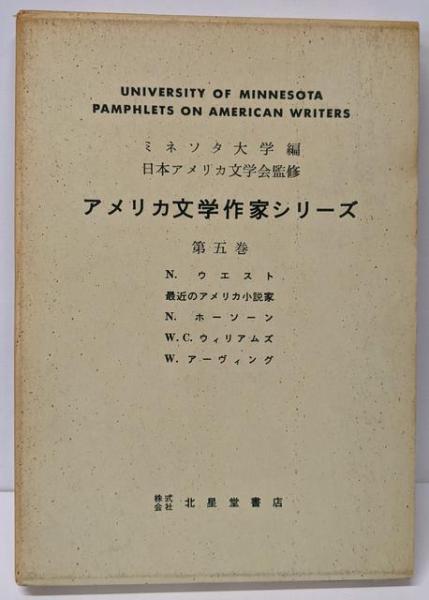 UNIVERSITY OF MINNESOTA
PAMPHLETS ON AMERICAN WRITERS
ミネソタ大学編
日本アメリカ文学会監修
アメリカ文学作家シリーズ
第五巻
N. ウエスト
最近のアメリカ小説家
N. ホーソーン
W.C.ウィリアムズ
W. アーヴィング
株式会社 北星堂書店